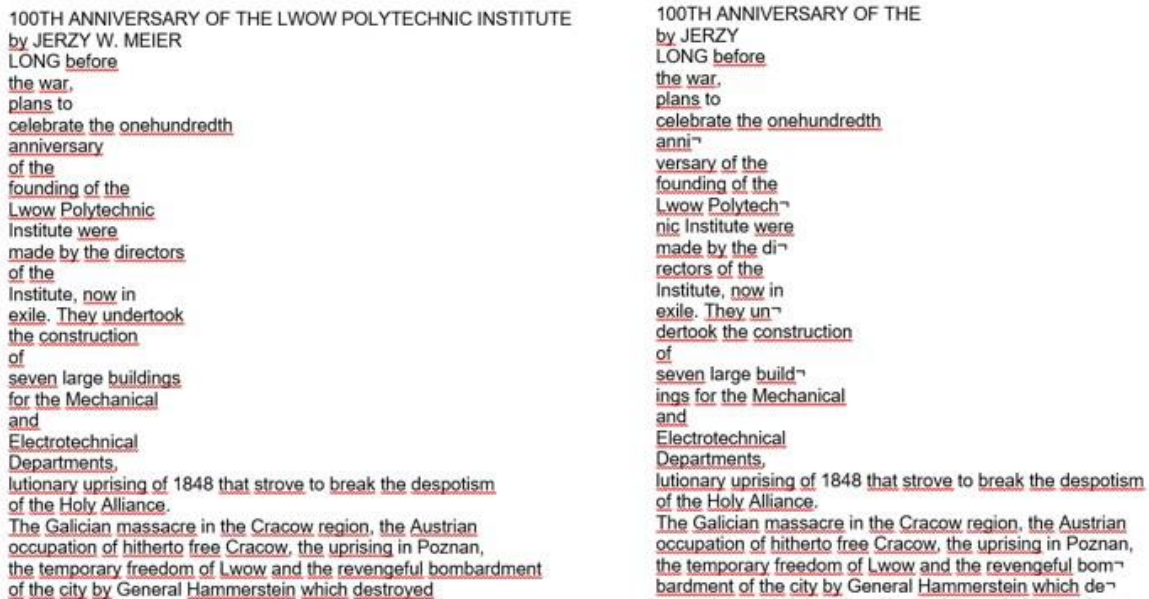 100TH ANNIVERSARY OF THE LWOW POLYTECHNIC INSTITUTE
by JERZY W. MEIER
LONG before
the war,
plans to
celebrate the onehundredth
anniversary
of the
founding of the
Lwow Polytechnic
Institute were
made by the directors
of the
Institute, now in
exile. They undertook
the construction
of
seven large buildings
for the Mechanical
and
Electrotechnical
Departments,
lutionary uprising of 1848 that strove to break the despotism
of the Holy Alliance.
The Galician massacre in the Cracow region, the Austrian
occupation of hitherto free Cracow, the uprising in Poznan,
the temporary freedom of Lwow and the revengeful bombardment
of the city by General Hammerstein which destroyed
100TH ANNIVERSARY OF THE
by JERZY
LONG before
the war,
plans to
celebrate the onehundredth
anni¬
versary of the
founding of the
Lwow Polytech¬
nic Institute were
made by the di¬
rectors of the
Institute, now in
exile. They un¬
dertook the construction
of
seven large build¬
ings for the Mechanical
and
Electrotechnical
Departments,
lutionary uprising of 1848 that strove to break the despotism
of the Holy Alliance.
The Galician massacre in the Cracow region, the Austrian
occupation of hitherto free Cracow, the uprising in Poznan,
the temporary freedom of Lwow and the revengeful bom¬
bardment of the city by General Hammerstein which de¬